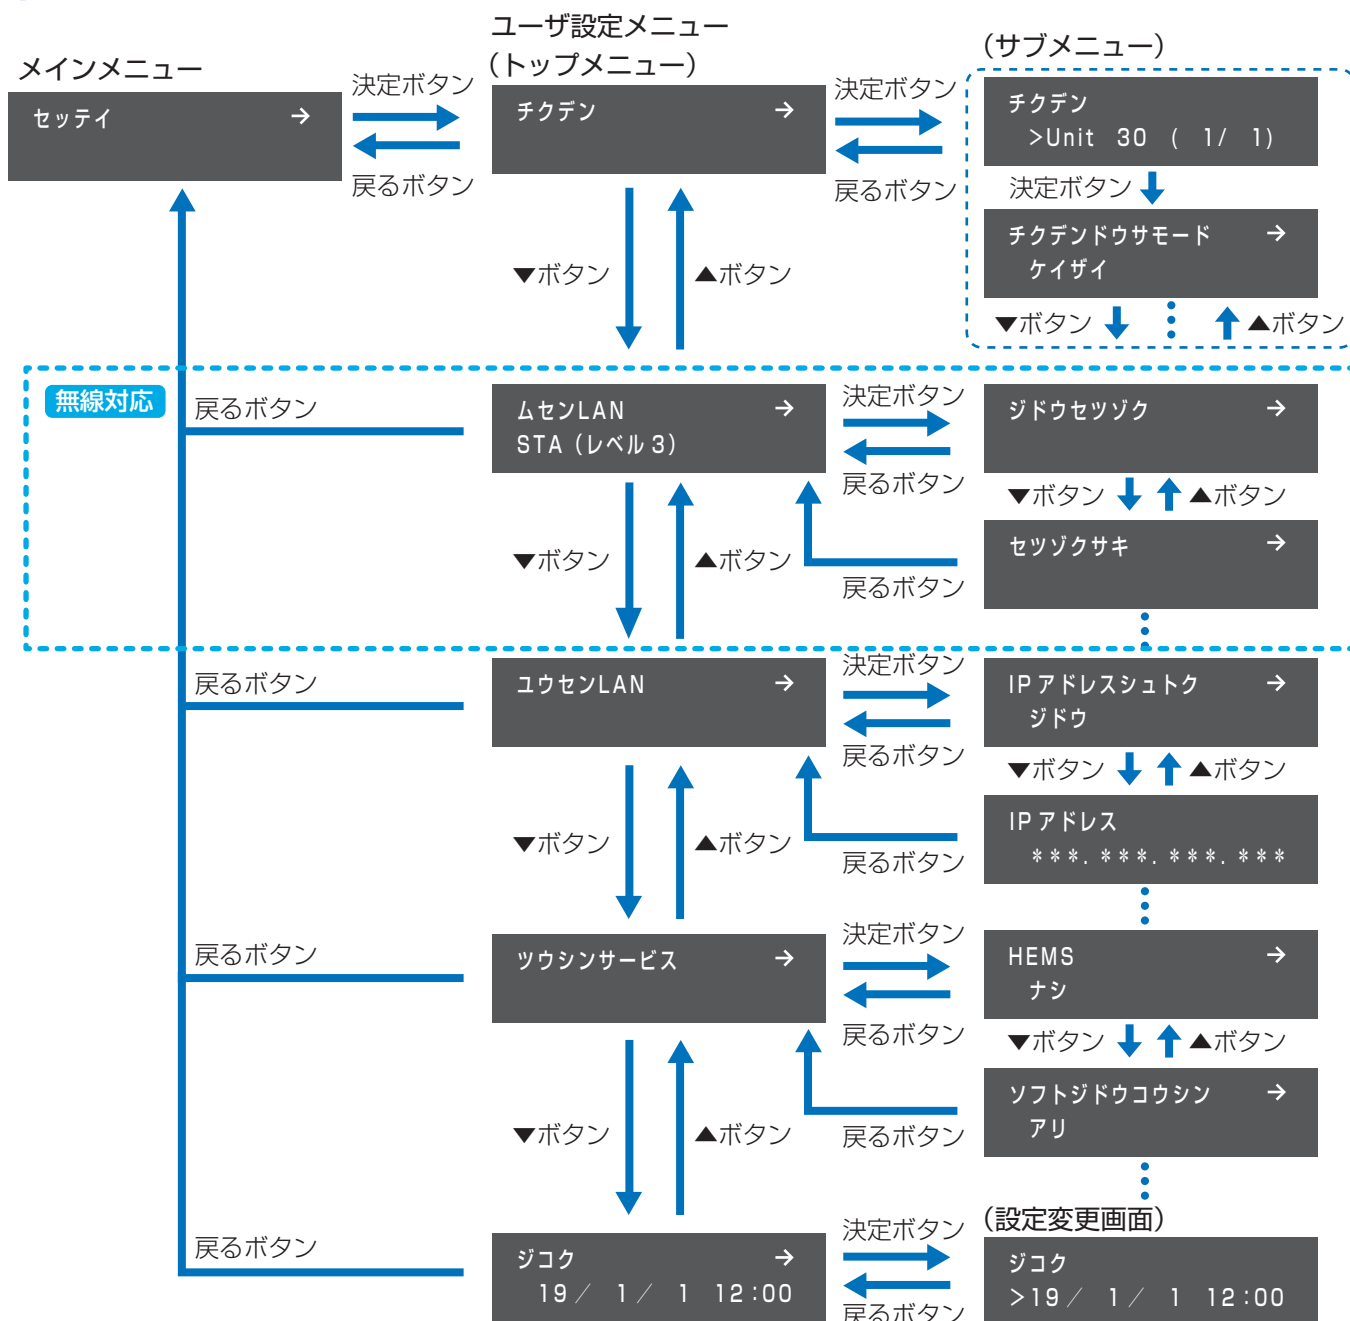 メインメニュー
セッテイ →
決定ボタン
戻るボタン
ユーザ設定メニュー
（トップメニュー）
チクデン →
決定ボタン
戻るボタン
（サブメニュー）
チクデン
>Unit 30 ( 1/ 1)
決定ボタン
チクデンドウサモード →
ケイザイ
▼ボタン
▲ボタン
▼ボタン
▲ボタン
無線対応
戻るボタン
ムセンLAN →
STA（レベル3）
決定ボタン
戻るボタン
ジドウセツゾク →
▼ボタン
▲ボタン
セツゾクサキ →
戻るボタン
▼ボタン
▲ボタン
戻るボタン
ユウセンLAN →
決定ボタン
戻るボタン
IPアドレスシュトク →
ジドウ
▼ボタン
▲ボタン
IPアドレス
***.***.***.***
戻るボタン
▼ボタン
▲ボタン
戻るボタン
ツウシンサービス →
決定ボタン
戻るボタン
HEMS →
ナシ
▼ボタン
▲ボタン
ソフトジドウコウシン →
アリ
戻るボタン
▼ボタン
▲ボタン
戻るボタン
ジコク →
19／ 1／ 1 12:00
決定ボタン
戻るボタン
（設定変更画面）
ジコク
>19／ 1／ 1 12:00